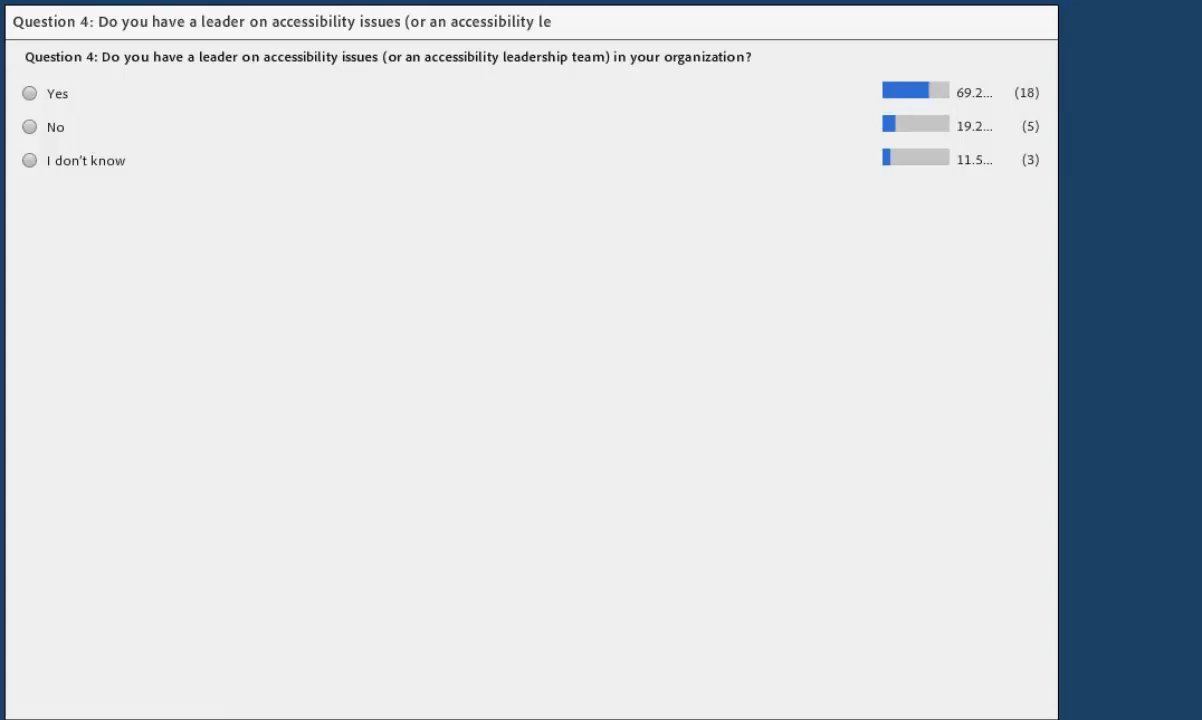 Question 4: Do you have a leader on accessibility issues (or an accessibility le
Question 4: Do you have a leader on accessibility issues (or an accessibility leadership team) in your organization?
Yes 69.2... (18)
No 19.2... (5)
I don't know 11.5... (3)